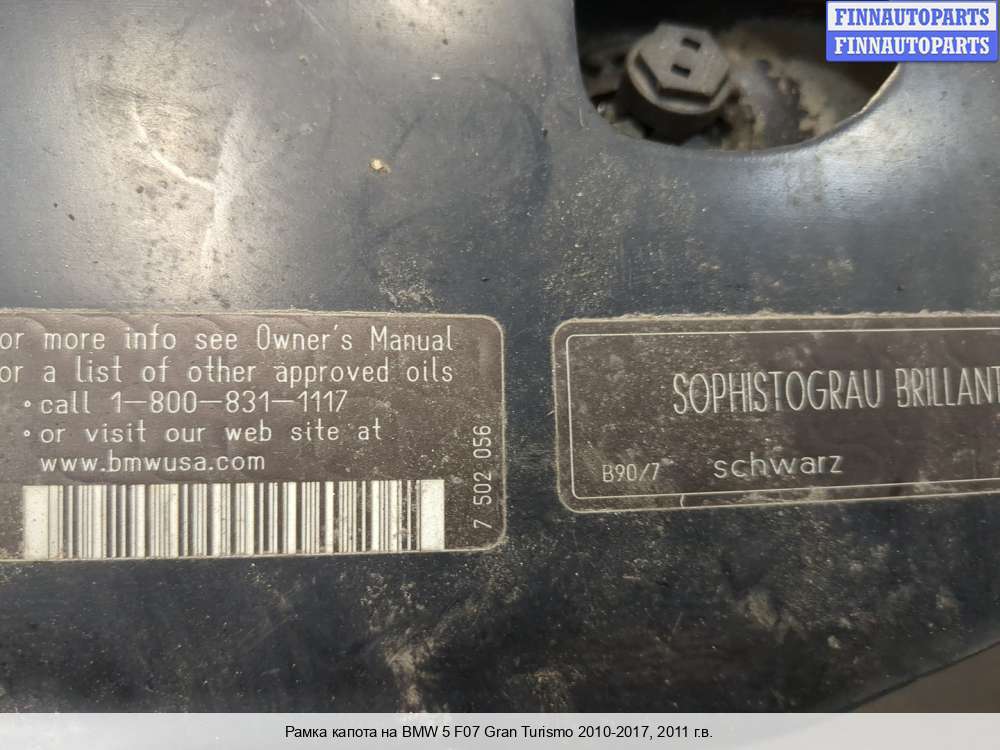 FINNAUTOPARTS
FINNAUTOPARTS
or more info see Owner's Manual
or a list of other approved oils
• call 1-800-831-1117
• or visit our web site at
www.bmwusa.com
7 502 056
SOPHISTOGRAU BRILLANT
B90/7 schwarz
Рамка капота на BMW 5 F07 Gran Turismo 2010-2017, 2011 г.в.